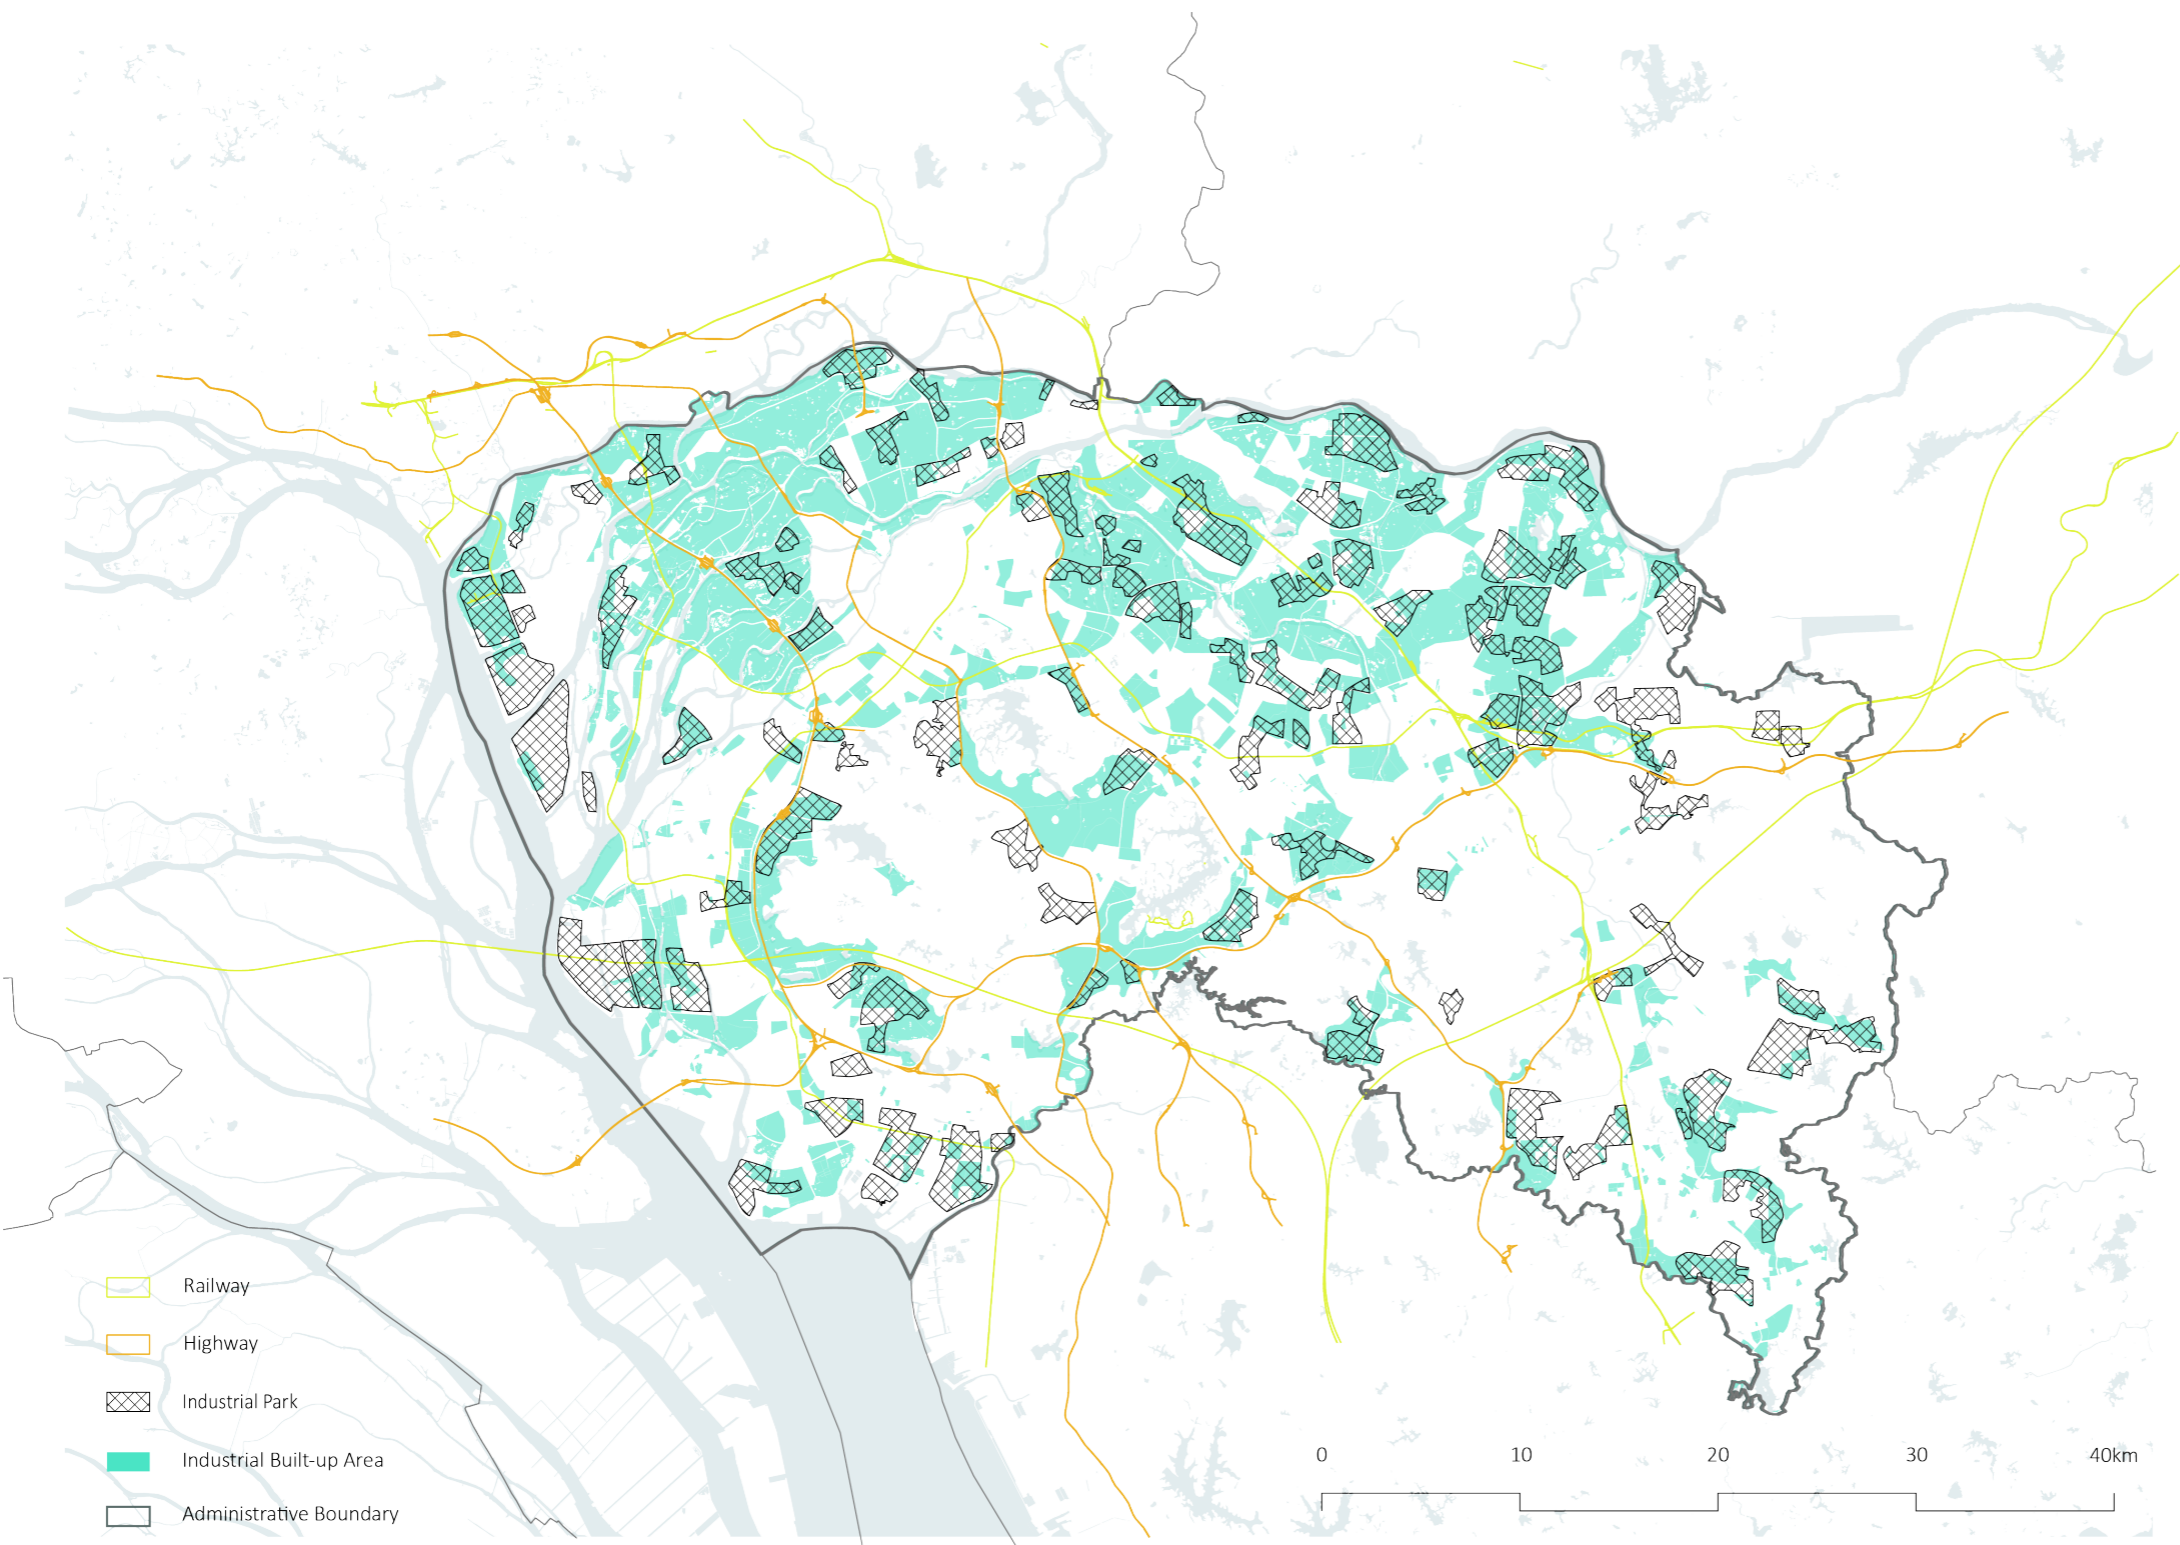 Railway
Highway
Industrial Park
Industrial Built-up Area
Administrative Boundary
0 10 20 30 40km